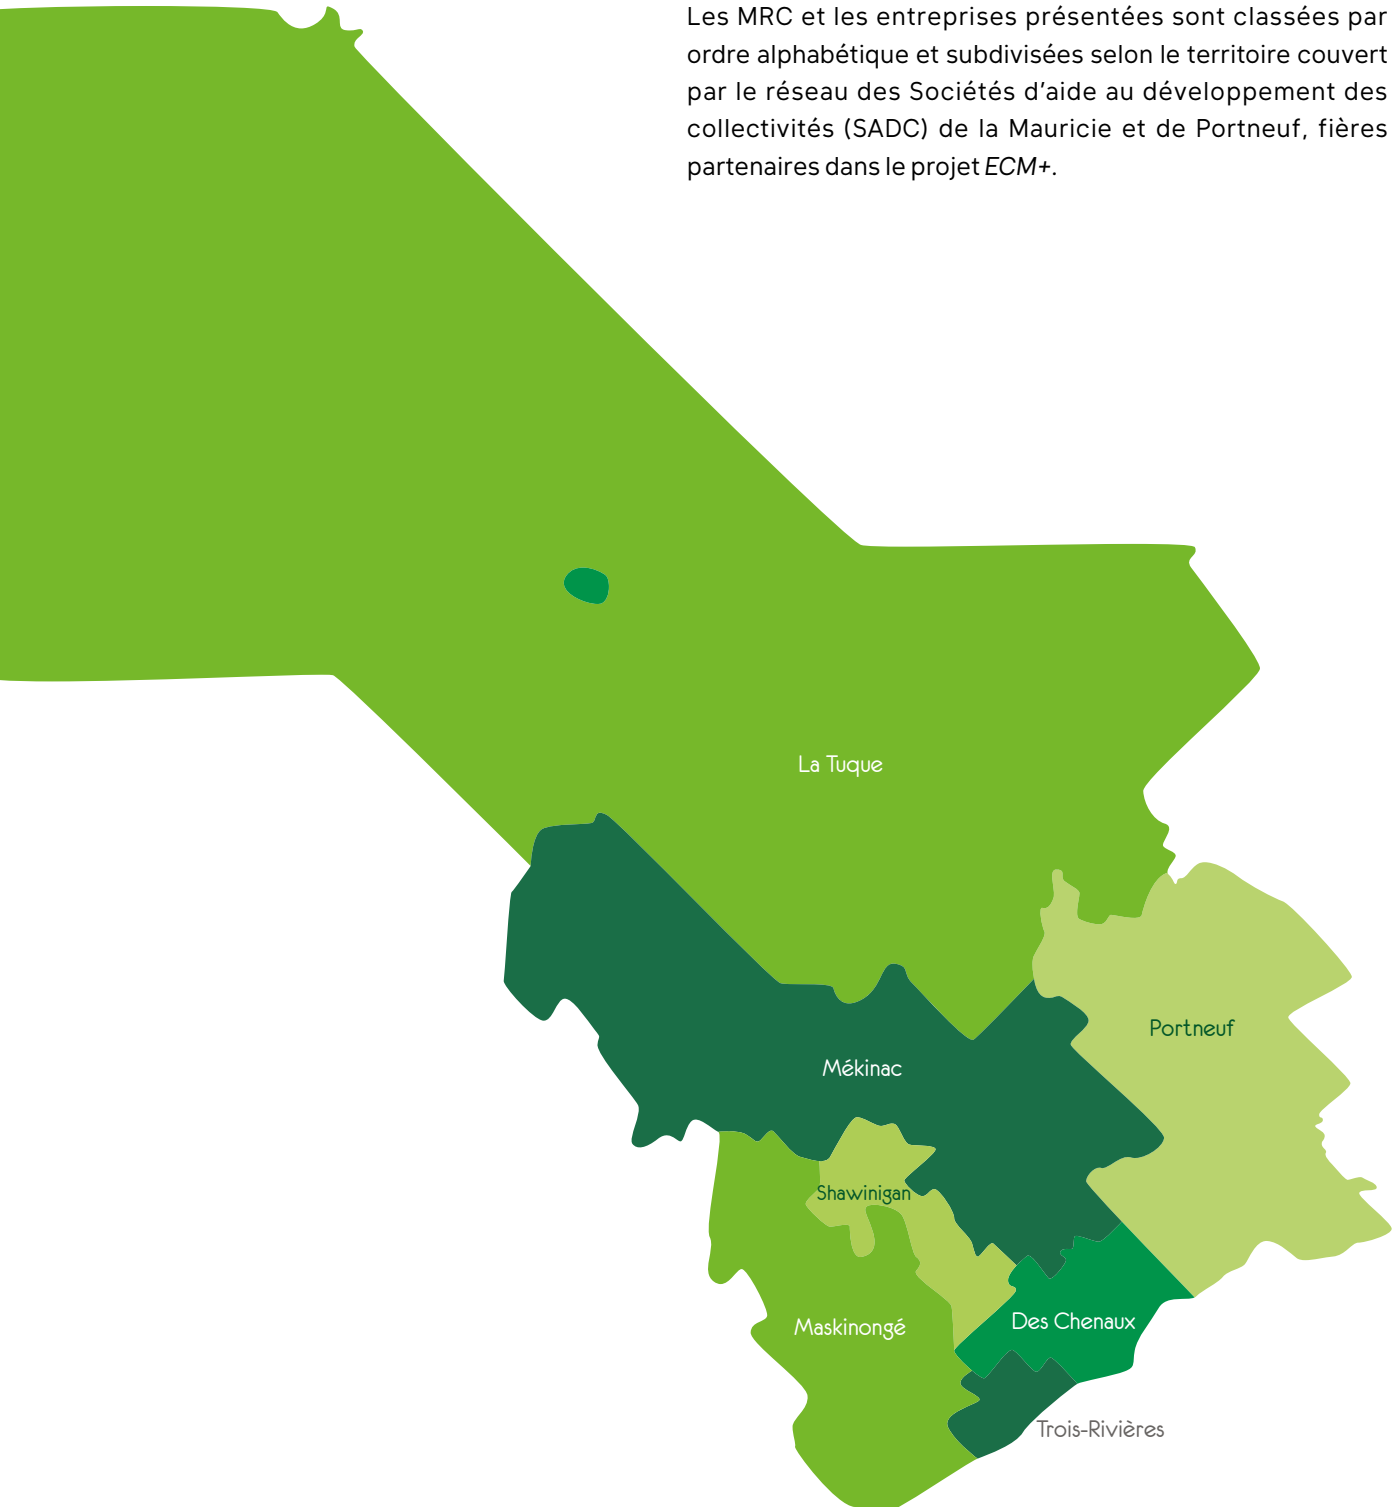 Les MRC et les entreprises présentées sont classées par
ordre alphabétique et subdivisées selon le territoire couvert
par le réseau des Sociétés d’aide au développement des
collectivités (SADC) de la Mauricie et de Portneuf, fières
partenaires dans le projet ECM+.
La Tuque
Portneuf
Mékinac
Shawinigan
Des Chenaux
Maskinongé
Trois-Rivières